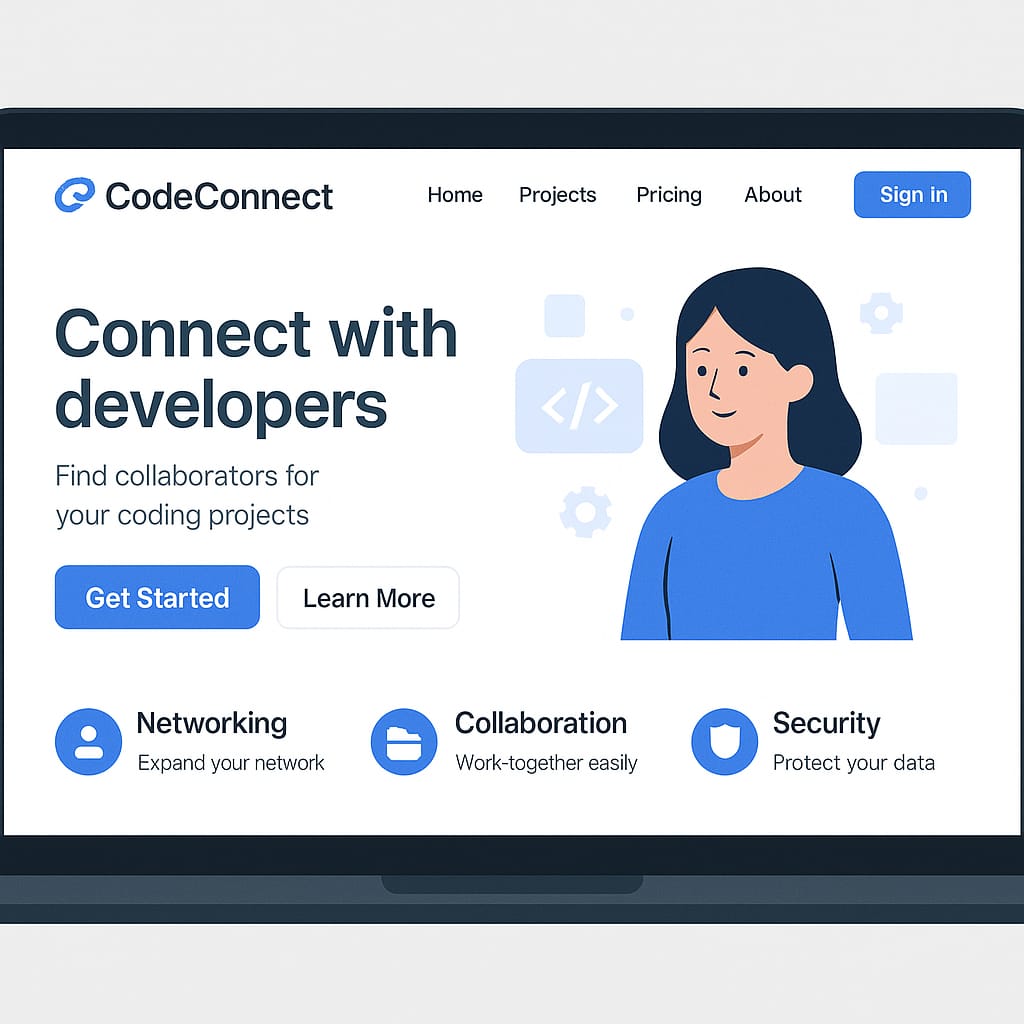 CodeConnect
Home Projects Pricing About Sign in
Connect with
developers
Find collaborators for
your coding projects
Get Started Learn More
</>
Networking
Expand your network
Collaboration
Work-together easily
Security
Protect your data